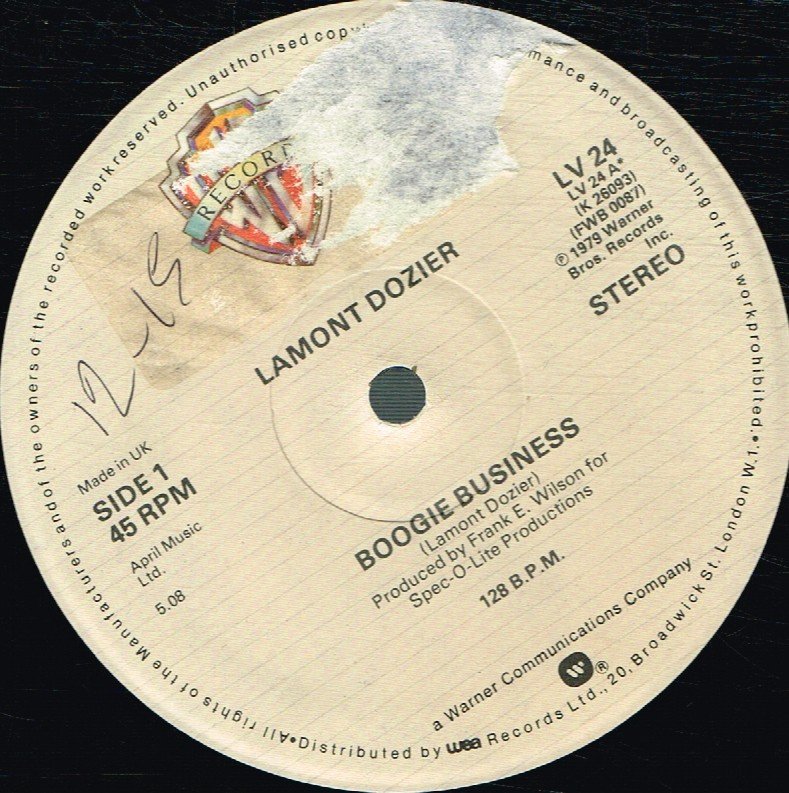 All rights of the Manufacturers and of the owners of the recorded work reserved. Unauthorised
mance and broadcasting of this work prohibited.
RECORD
LV 24
LV 24 A*
(K 26093)
(FWB 0087)
℗ 1979 Warner
Bros. Records
Inc.
STEREO
12-19
LAMONT DOZIER
Made in UK
SIDE 1
45 RPM
April Music
Ltd.
5.08
BOOGIE BUSINESS
(Lamont Dozier)
Produced by Frank E. Wilson for
Spec-O-Lite Productions
128 B.P.M.
a Warner Communications Company
®
•Distributed by wea Records Ltd., 20, Broadwick St. London W.1.•